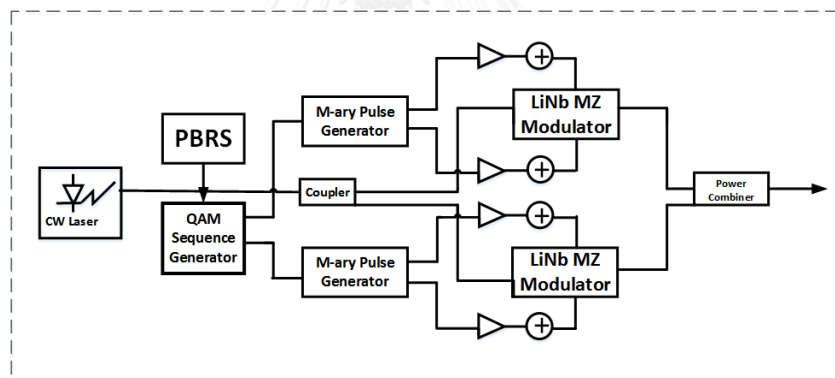 PBRS
CW Laser
QAM
Sequence
Generator
M-ary Pulse
Generator
Coupler
M-ary Pulse
Generator
+
+
LiNb MZ
Modulator
+
+
LiNb MZ
Modulator
Power
Combiner